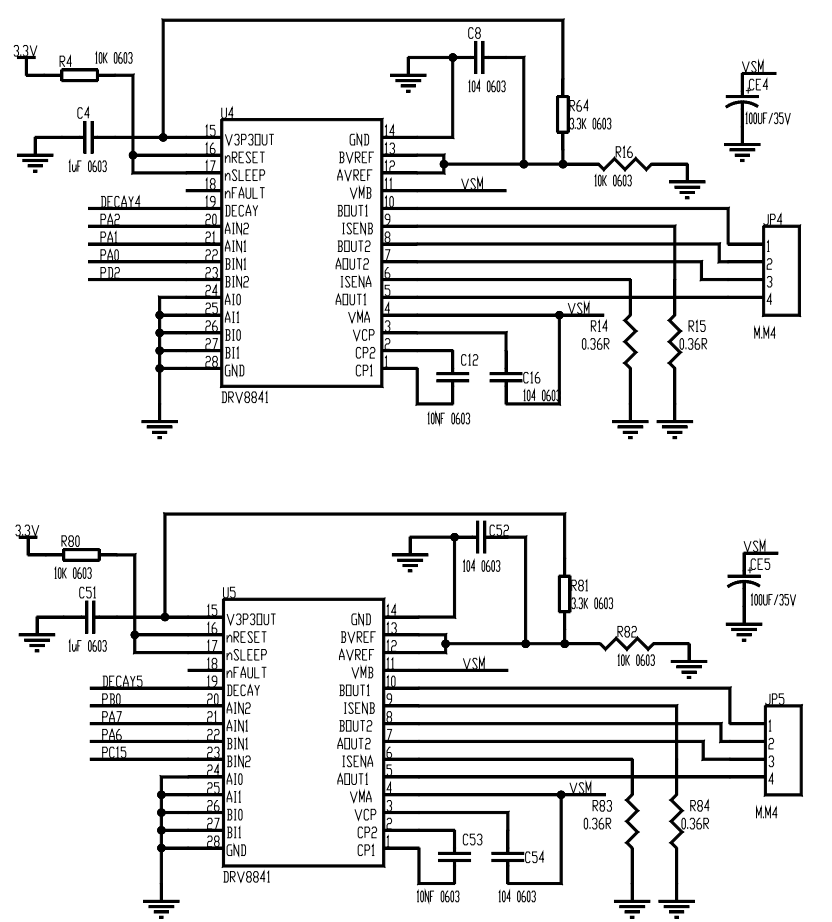 3.3V
R4
10K 0603
C4
1uF 0603
C8
104 0603
R64
3.3K 0603
R16
10K 0603
VSM
CE4
+
100UF/35V
U4
15 V3P3OUT
16 nRESET
17 nSLEEP
18 nFAULT
DECAY4 19 DECAY
PA2 20 AIN2
PA1 21 AIN1
PA0 22 BIN1
PD2 23 BIN2
24 AI0
25 AI1
26 BI0
27 BI1
28 GND
GND 14
BVREF 13
AVREF 12
VMB 11 VSM
BOUT1 10
ISENB 9
BOUT2 8
AOUT2 7
ISENA 6
AOUT1 5
VMA 4 VSM
VCP 3
CP2 2
CP1 1
DRV8841
C12
10NF 0603
C16
104 0603
R14
0.36R
R15
0.36R
JP4
1
2
3
4
M.M4
3.3V
R80
10K 0603
C51
1uF 0603
C52
104 0603
R81
3.3K 0603
R82
10K 0603
VSM
CE5
+
100UF/35V
U5
15 V3P3OUT
16 nRESET
17 nSLEEP
18 nFAULT
DECAY5 19 DECAY
PB0 20 AIN2
PA7 21 AIN1
PA6 22 BIN1
PC15 23 BIN2
24 AI0
25 AI1
26 BI0
27 BI1
28 GND
GND 14
BVREF 13
AVREF 12
VMB 11 VSM
BOUT1 10
ISENB 9
BOUT2 8
AOUT2 7
ISENA 6
AOUT1 5
VMA 4 VSM
VCP 3
CP2 2
CP1 1
DRV8841
C53
10NF 0603
C54
104 0603
R83
0.36R
R84
0.36R
JP5
1
2
3
4
M.M4